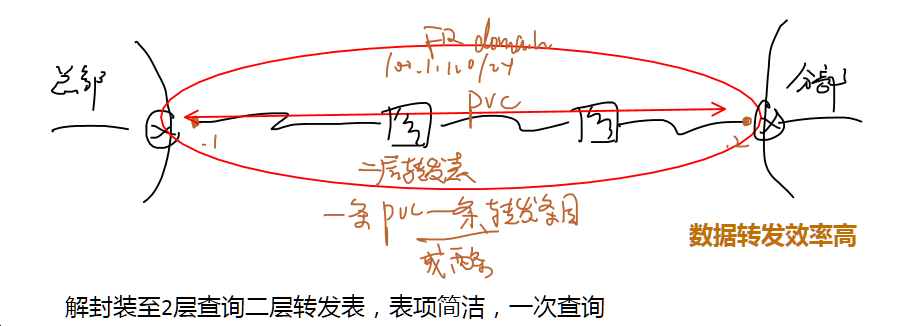 FR domain
100.1.1.0/24
总部
分部
PVC
.1
.2
二层转发表
一条PVC一条转发条目
或两条
数据转发效率高
解封装至2层查询二层转发表，表项简洁，一次查询